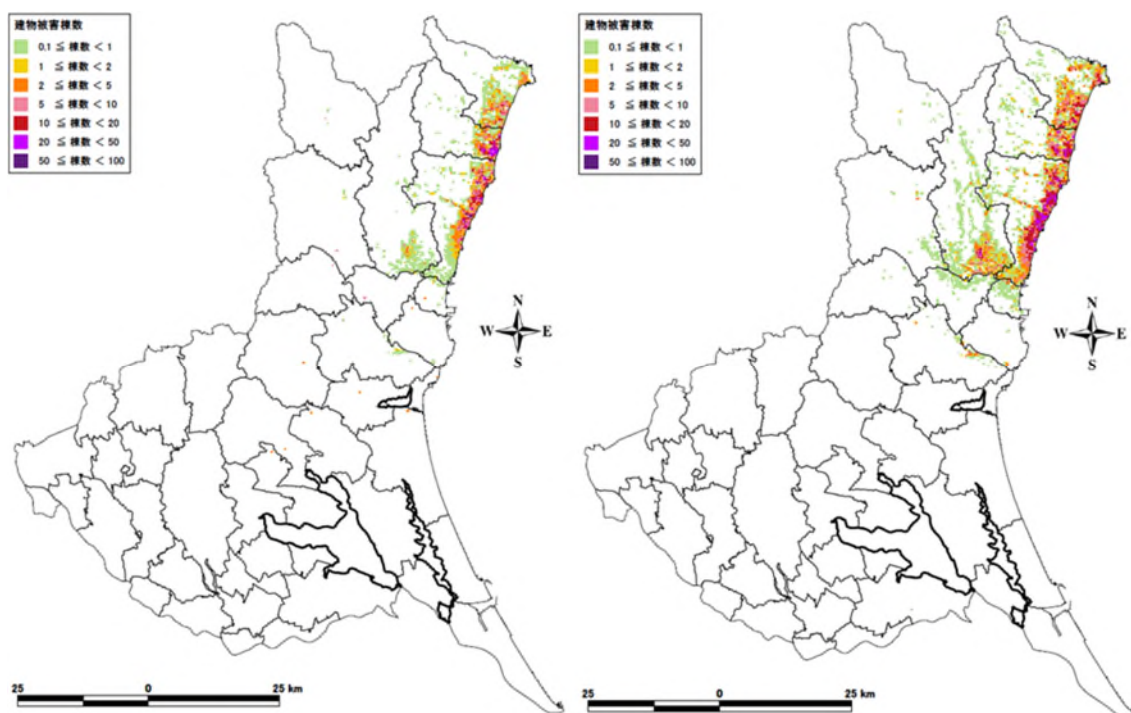 建物被害棟数
0.1 ≦ 棟数 < 1
1 ≦ 棟数 < 2
2 ≦ 棟数 < 5
5 ≦ 棟数 < 10
10 ≦ 棟数 < 20
20 ≦ 棟数 < 50
50 ≦ 棟数 < 100
N
W E
S
25 0 25 km
建物被害棟数
0.1 ≦ 棟数 < 1
1 ≦ 棟数 < 2
2 ≦ 棟数 < 5
5 ≦ 棟数 < 10
10 ≦ 棟数 < 20
20 ≦ 棟数 < 50
50 ≦ 棟数 < 100
N
W E
S
25 0 25 km